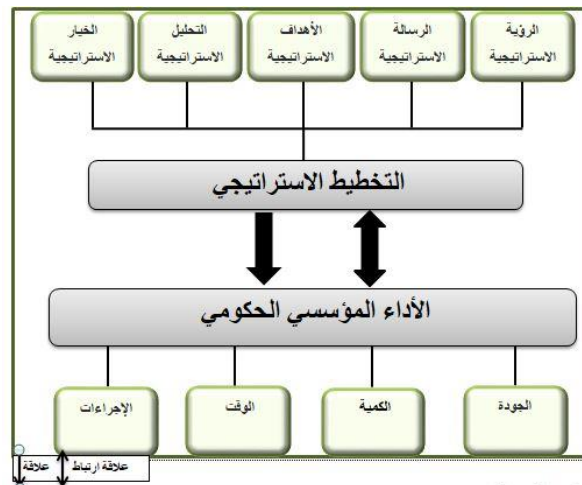 الرؤية
الاستراتيجية
الرسالة
الاستراتيجية
الأهداف
الاستراتيجية
التحليل
الاستراتيجية
الخيار
الاستراتيجية
التخطيط الاستراتيجي
الأداء المؤسسي الحكومي
الجودة
الكمية
الوقت
الإجراءات
علاقة ارتباط
علاقة